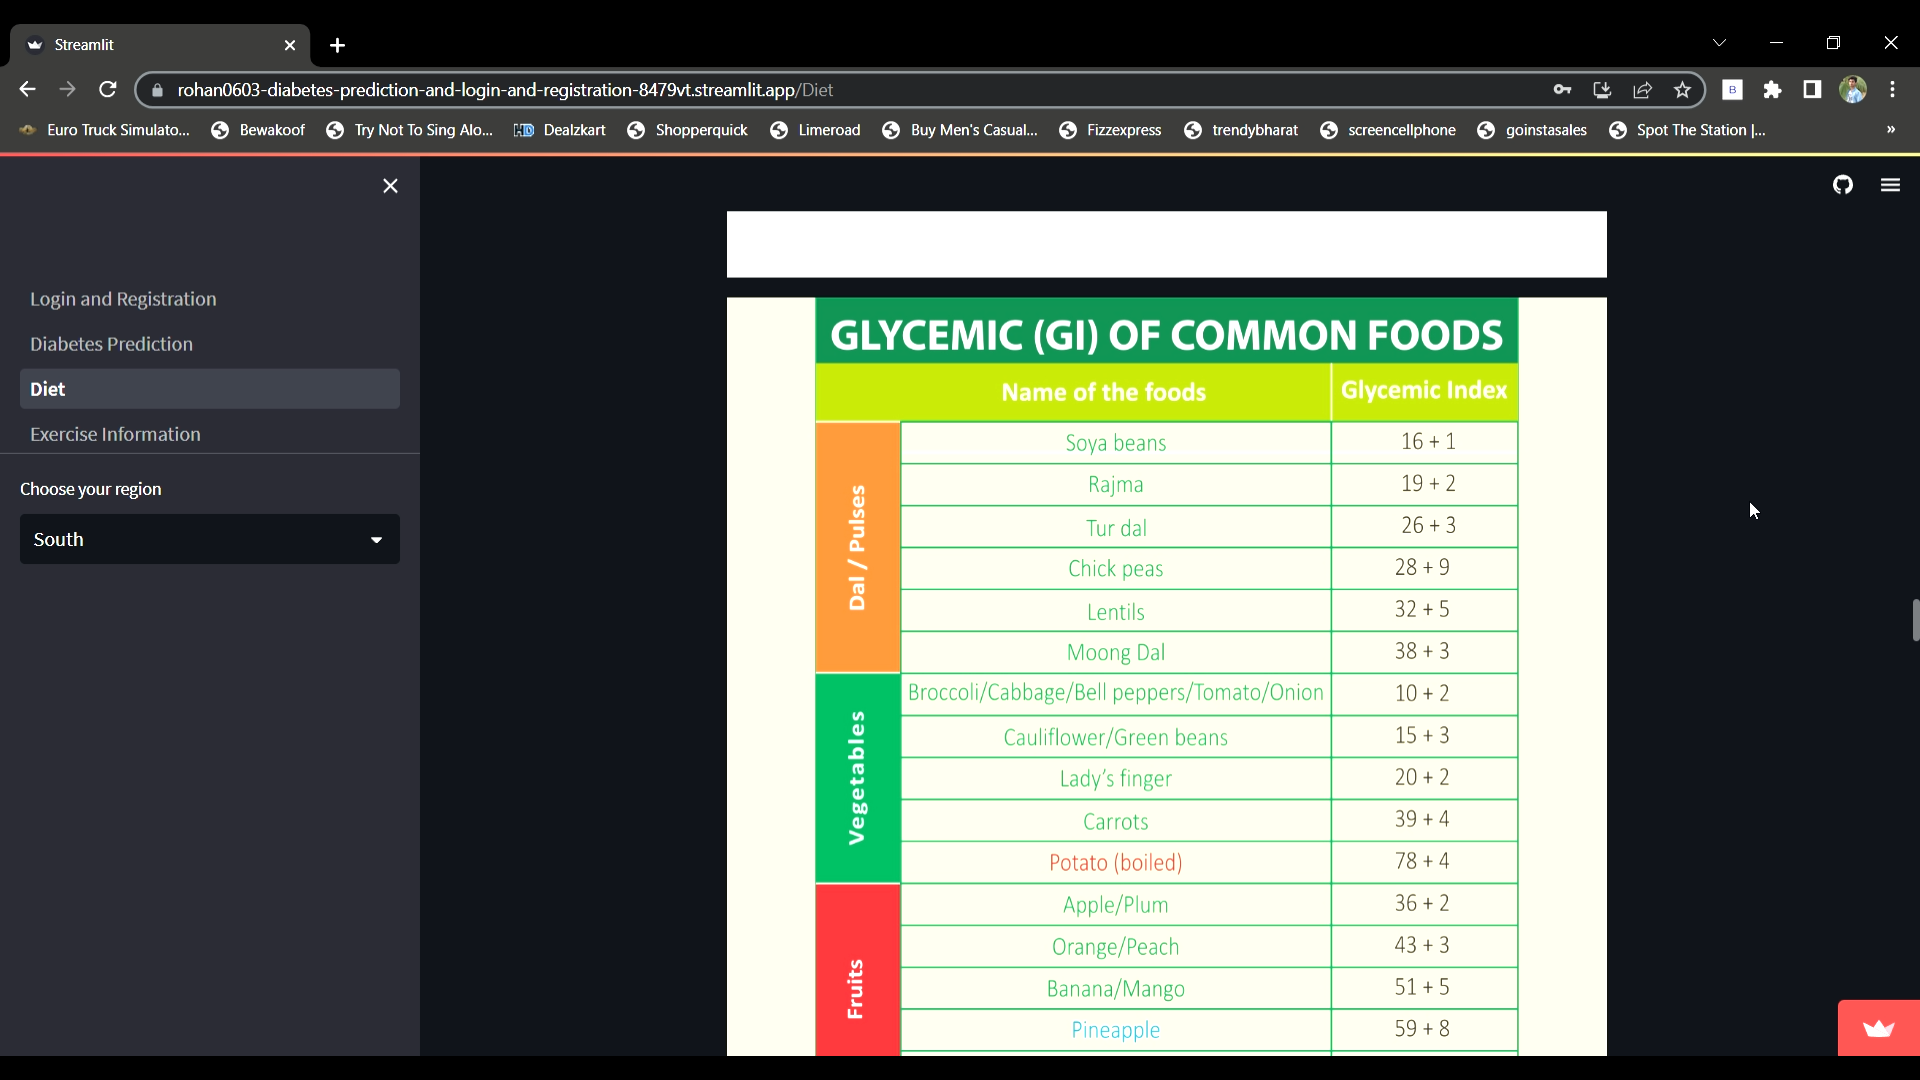 Streamlit
rohan0603-diabetes-prediction-and-login-and-registration-8479vt.streamlit.app/Diet
B
Euro Truck Simulato... Bewakoof Try Not To Sing Alo... HD Dealzkart Shopperquick Limeroad Buy Men's Casual... Fizzexpress trendybharat screencellphone goinstasales Spot The Station |... »
Login and Registration
Diabetes Prediction
Diet
Exercise Information
Choose your region
South
GLYCEMIC (GI) OF COMMON FOODS
Name of the foods Glycemic Index
Dal / Pulses
Soya beans 16 + 1
Rajma 19 + 2
Tur dal 26 + 3
Chick peas 28 + 9
Lentils 32 + 5
Moong Dal 38 + 3
Vegetables
Broccoli/Cabbage/Bell peppers/Tomato/Onion 10 + 2
Cauliflower/Green beans 15 + 3
Lady's finger 20 + 2
Carrots 39 + 4
Potato (boiled) 78 + 4
Fruits
Apple/Plum 36 + 2
Orange/Peach 43 + 3
Banana/Mango 51 + 5
Pineapple 59 + 8